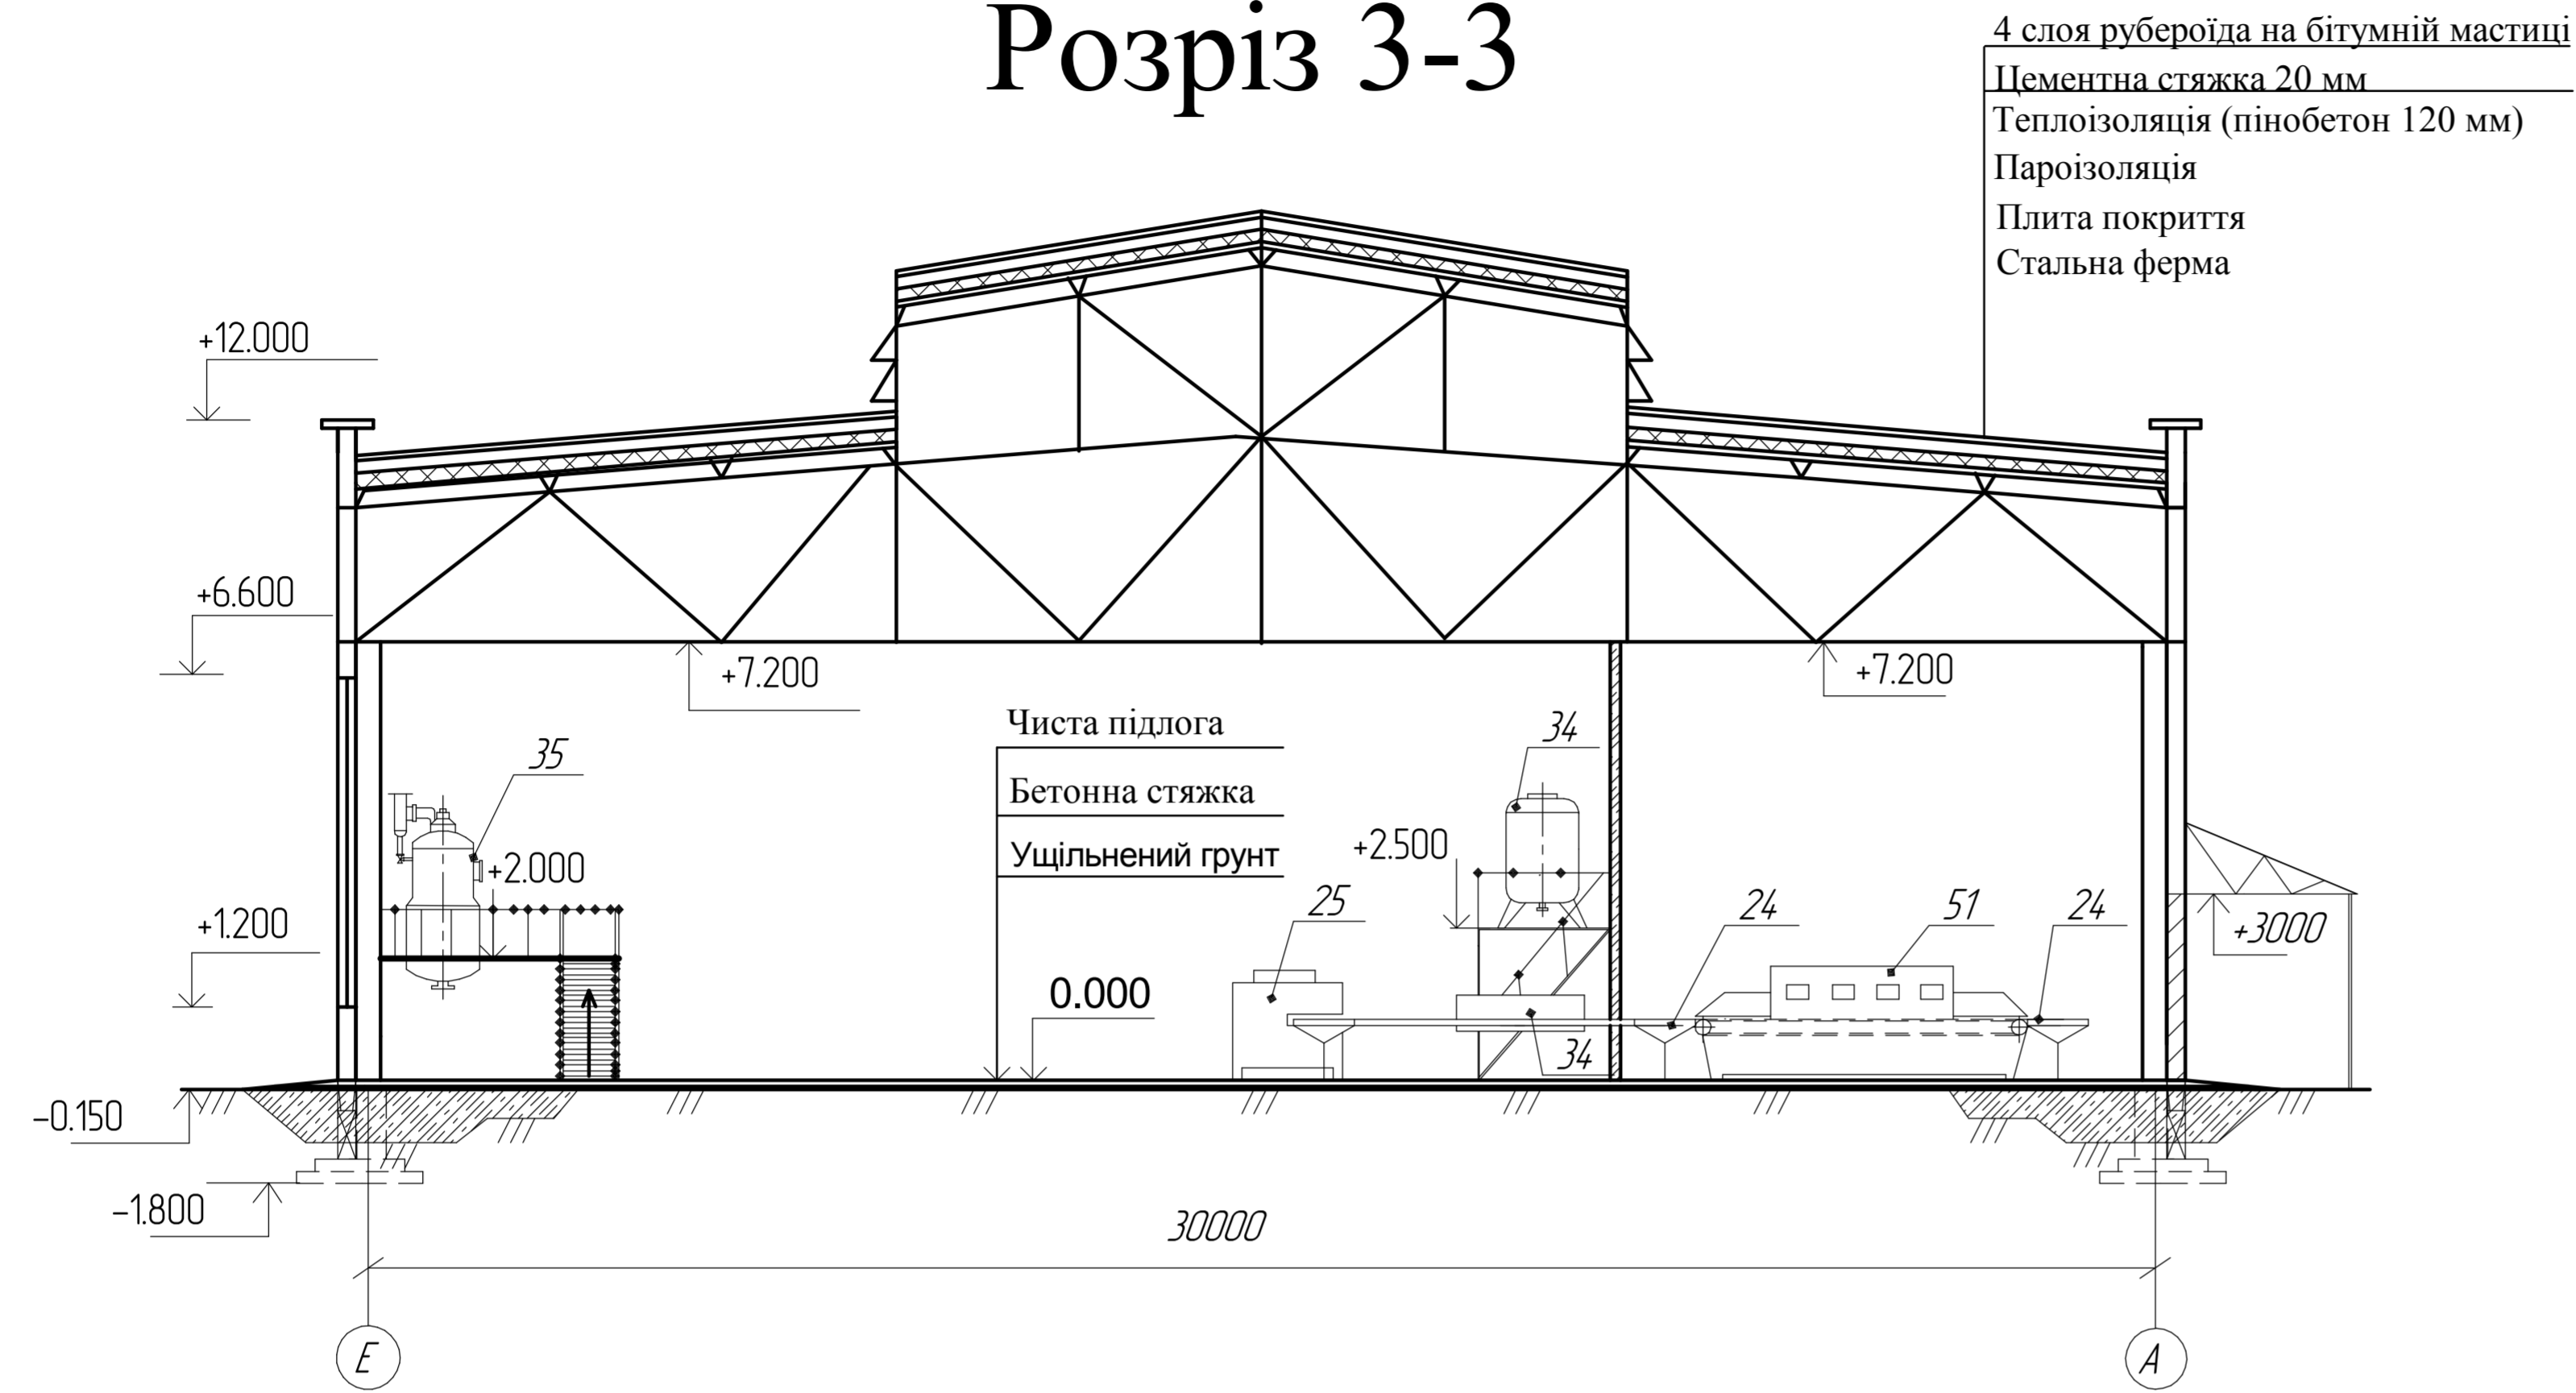 Розріз 3-3
4 слоя рубероїда на бітумній мастиці
Цементна стяжка 20 мм
Теплоізоляція (пінобетон 120 мм)
Пароізоляція
Плита покриття
Стальна ферма
+12.000
+6.600
+7.200
+7.200
Чиста підлога
Бетонна стяжка
Ущільнений грунт
34
35
+2.500
+2.000
25
24
51
24
+1.200
+3000
0.000
34
-0.150
-1.800
30000
Е
А